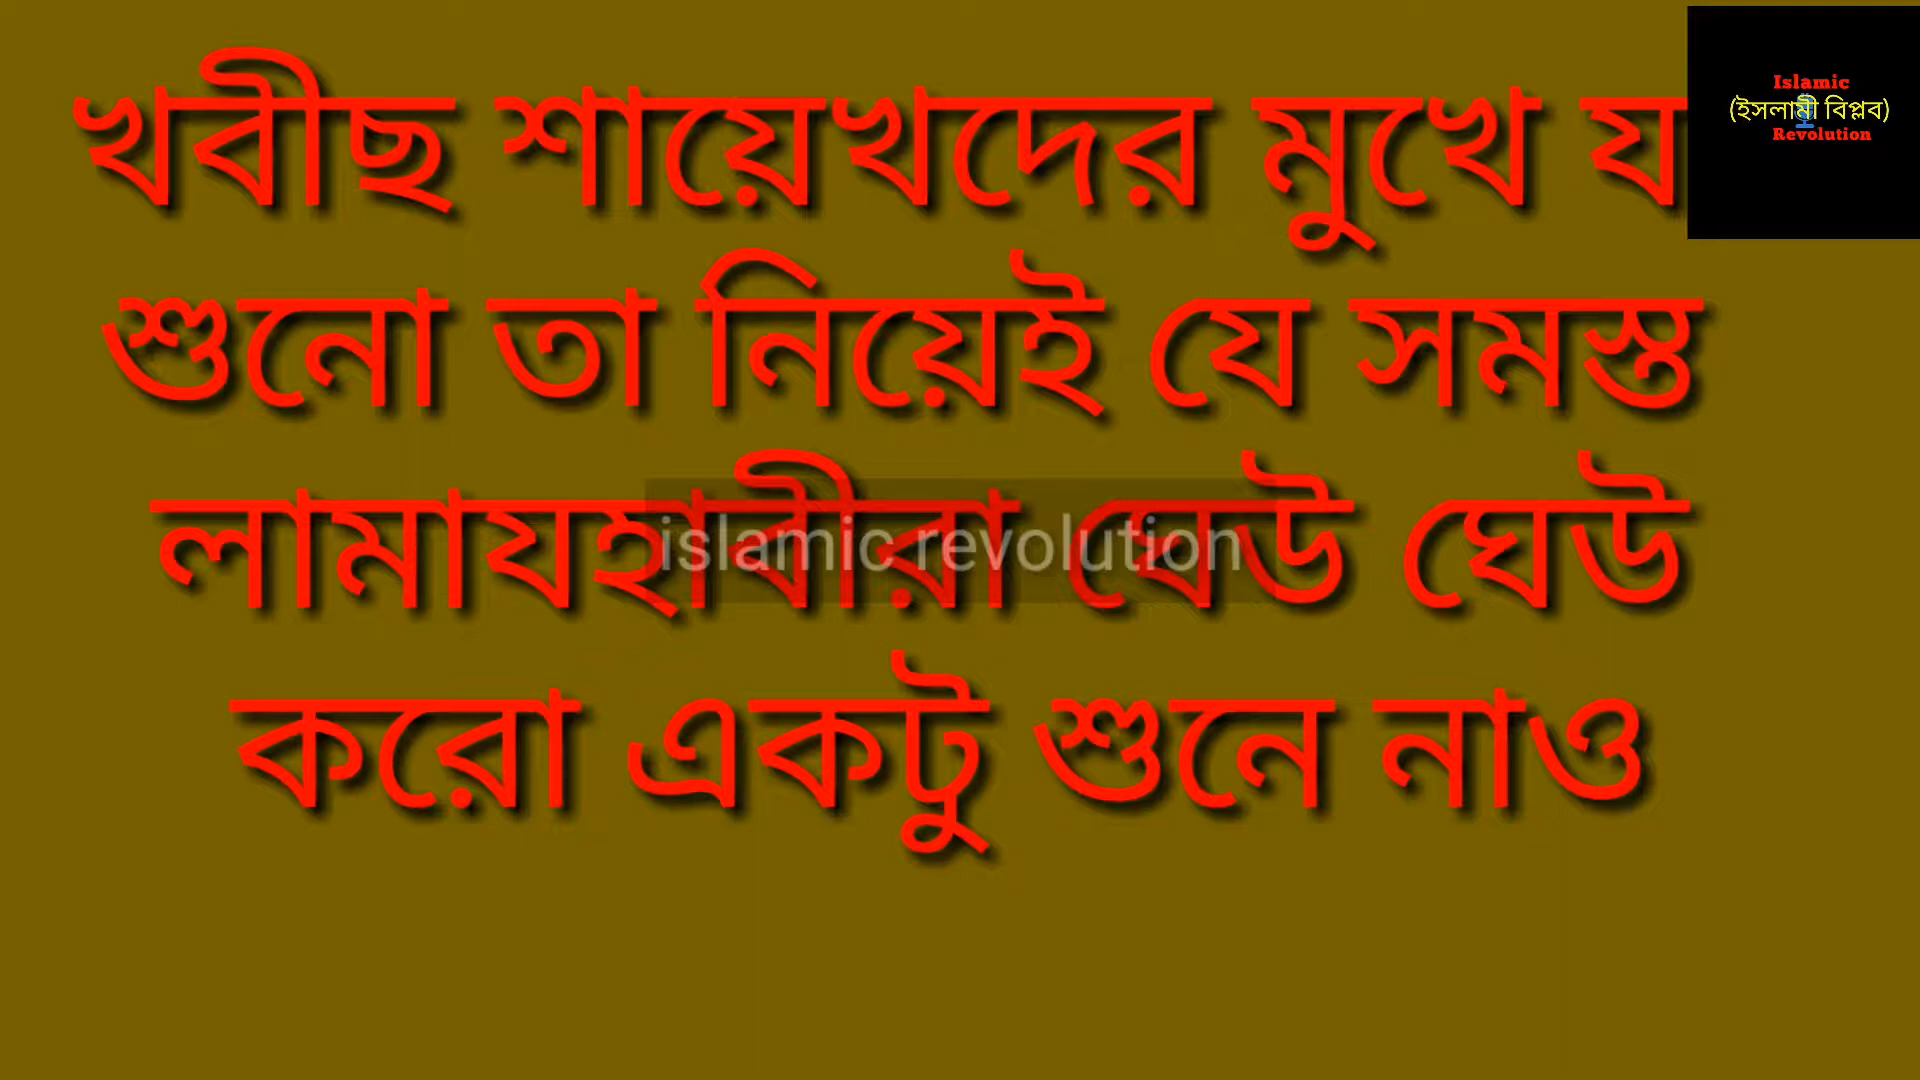 খবীছ শায়েখদের মুখে য
শুনো তা নিয়েই যে সমস্ত
লামাযহাবীরা ঘেউ ঘেউ
করো একটু শুনে নাও
islamic revolution
Islamic
(ইসলামী বিপ্লব)
Revolution